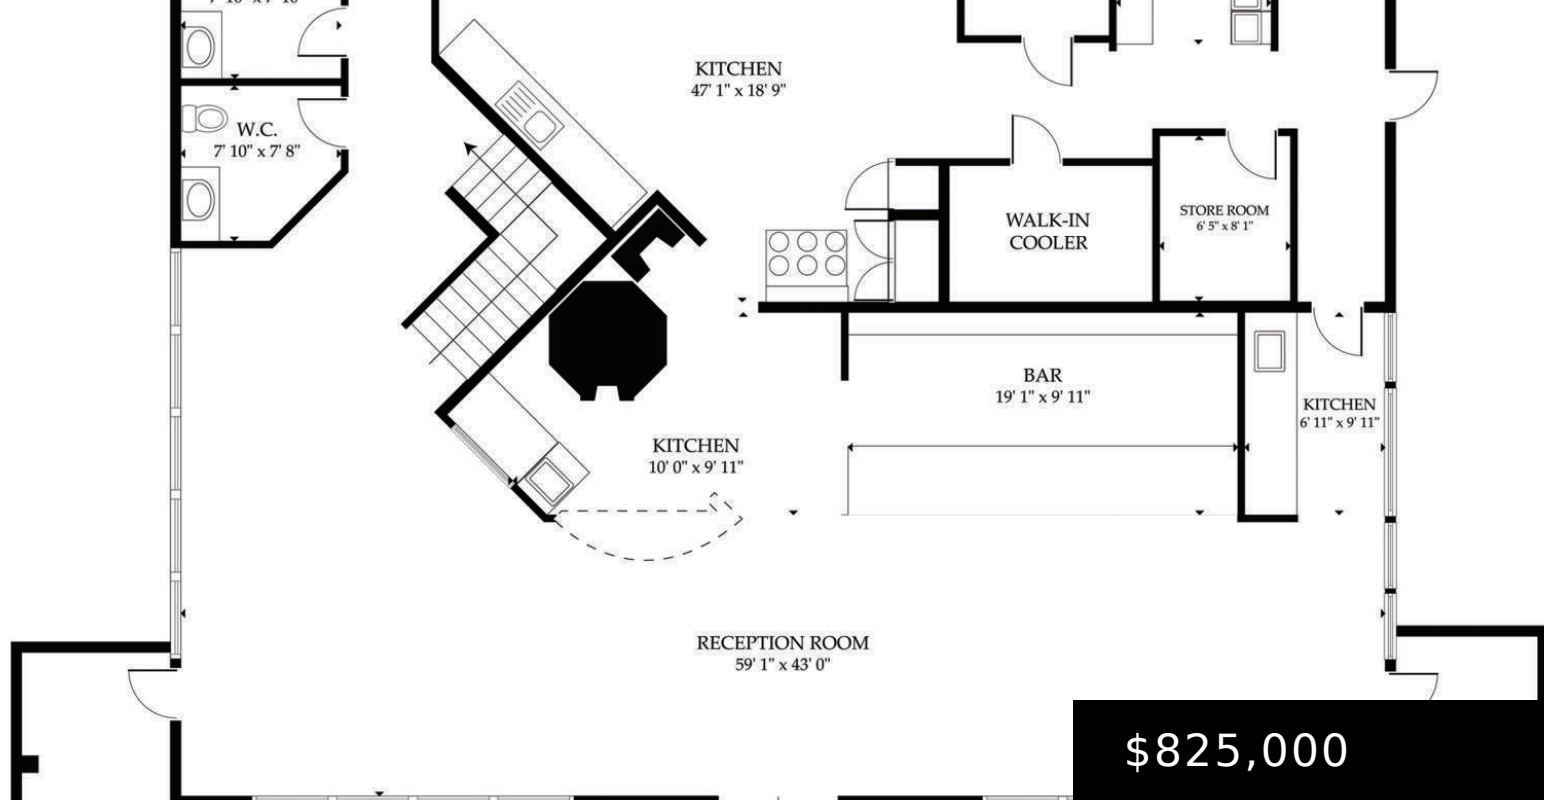 KITCHEN
47' 1" x 18' 9"
W.C.
7' 10" x 7' 8"
WALK-IN
COOLER
STORE ROOM
6' 5" x 8' 1"
BAR
19' 1" x 9' 11"
KITCHEN
6' 11" x 9' 11"
KITCHEN
10' 0" x 9' 11"
RECEPTION ROOM
59' 1" x 43' 0"
$825,000